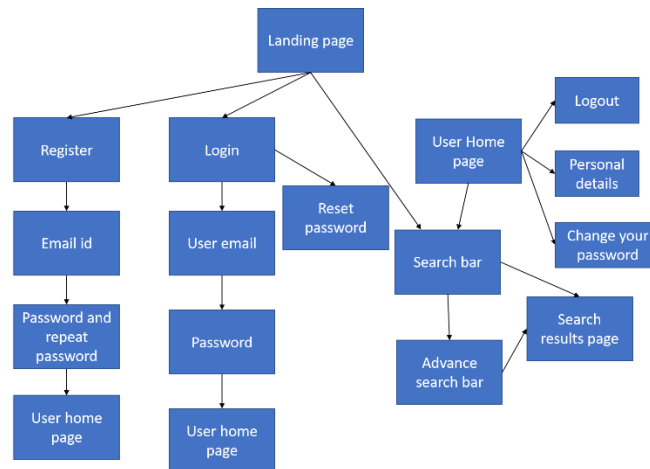 Landing page
Register
Login
User Home
page
Logout
Personal
details
Change your
password
Reset
password
Email id
User email
Search bar
Password and
repeat
password
Password
Advance
search bar
Search
results page
User home
page
User home
page